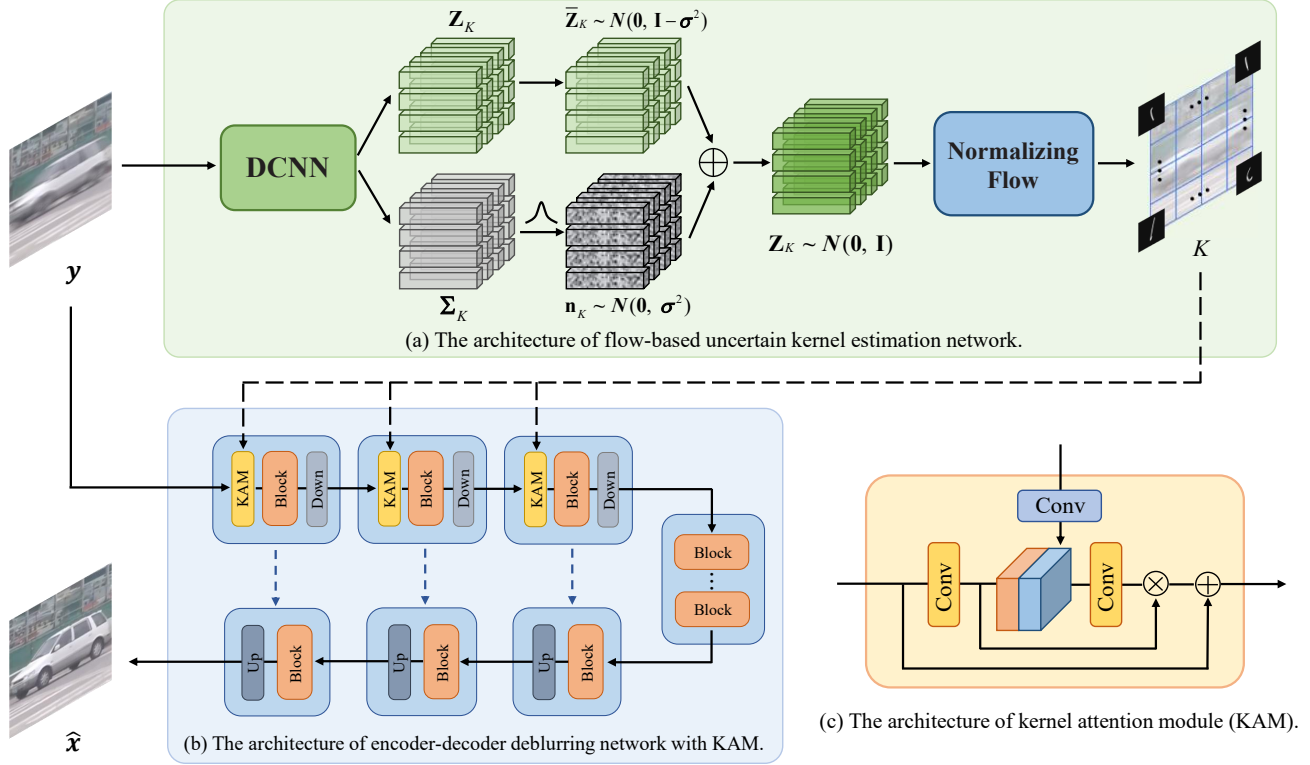 Z_K
Z̄_K ~ N(0, I − σ²)
DCNN
Normalizing
Flow
Z_K ~ N(0, I)
K
y
Σ_K
n_K ~ N(0, σ²)
(a) The architecture of flow-based uncertain kernel estimation network.
KAM Block Down
KAM Block Down
KAM Block Down
Block
Block
Up Block
Up Block
Up Block
x̂
(b) The architecture of encoder-decoder deblurring network with KAM.
Conv
Conv
Conv
(c) The architecture of kernel attention module (KAM).